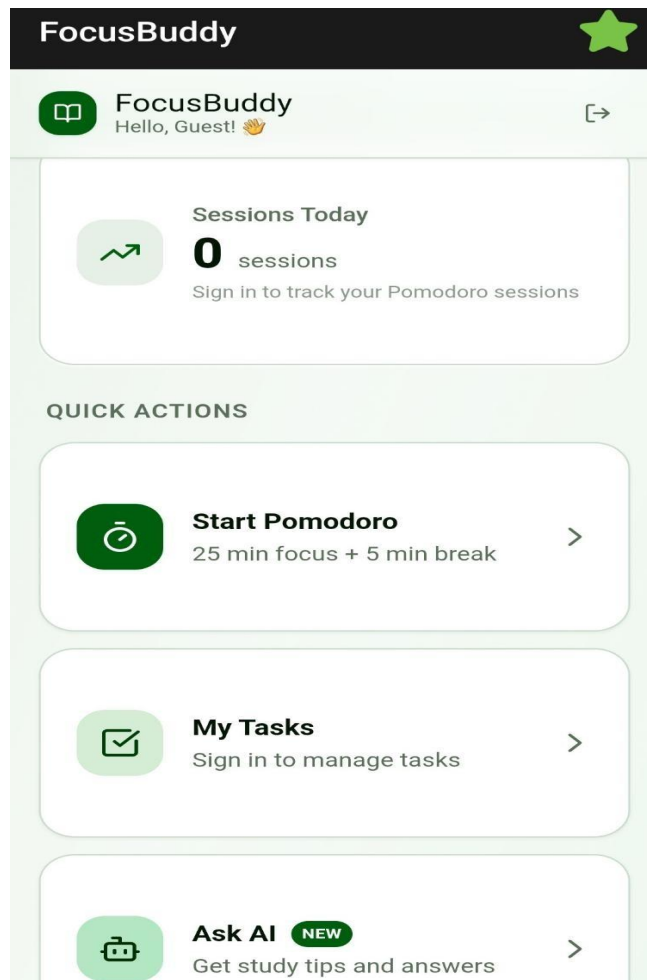 FocusBuddy
FocusBuddy
Hello, Guest! 👋
Sessions Today
0 sessions
Sign in to track your Pomodoro sessions
QUICK ACTIONS
Start Pomodoro
25 min focus + 5 min break
My Tasks
Sign in to manage tasks
Ask AI NEW
Get study tips and answers